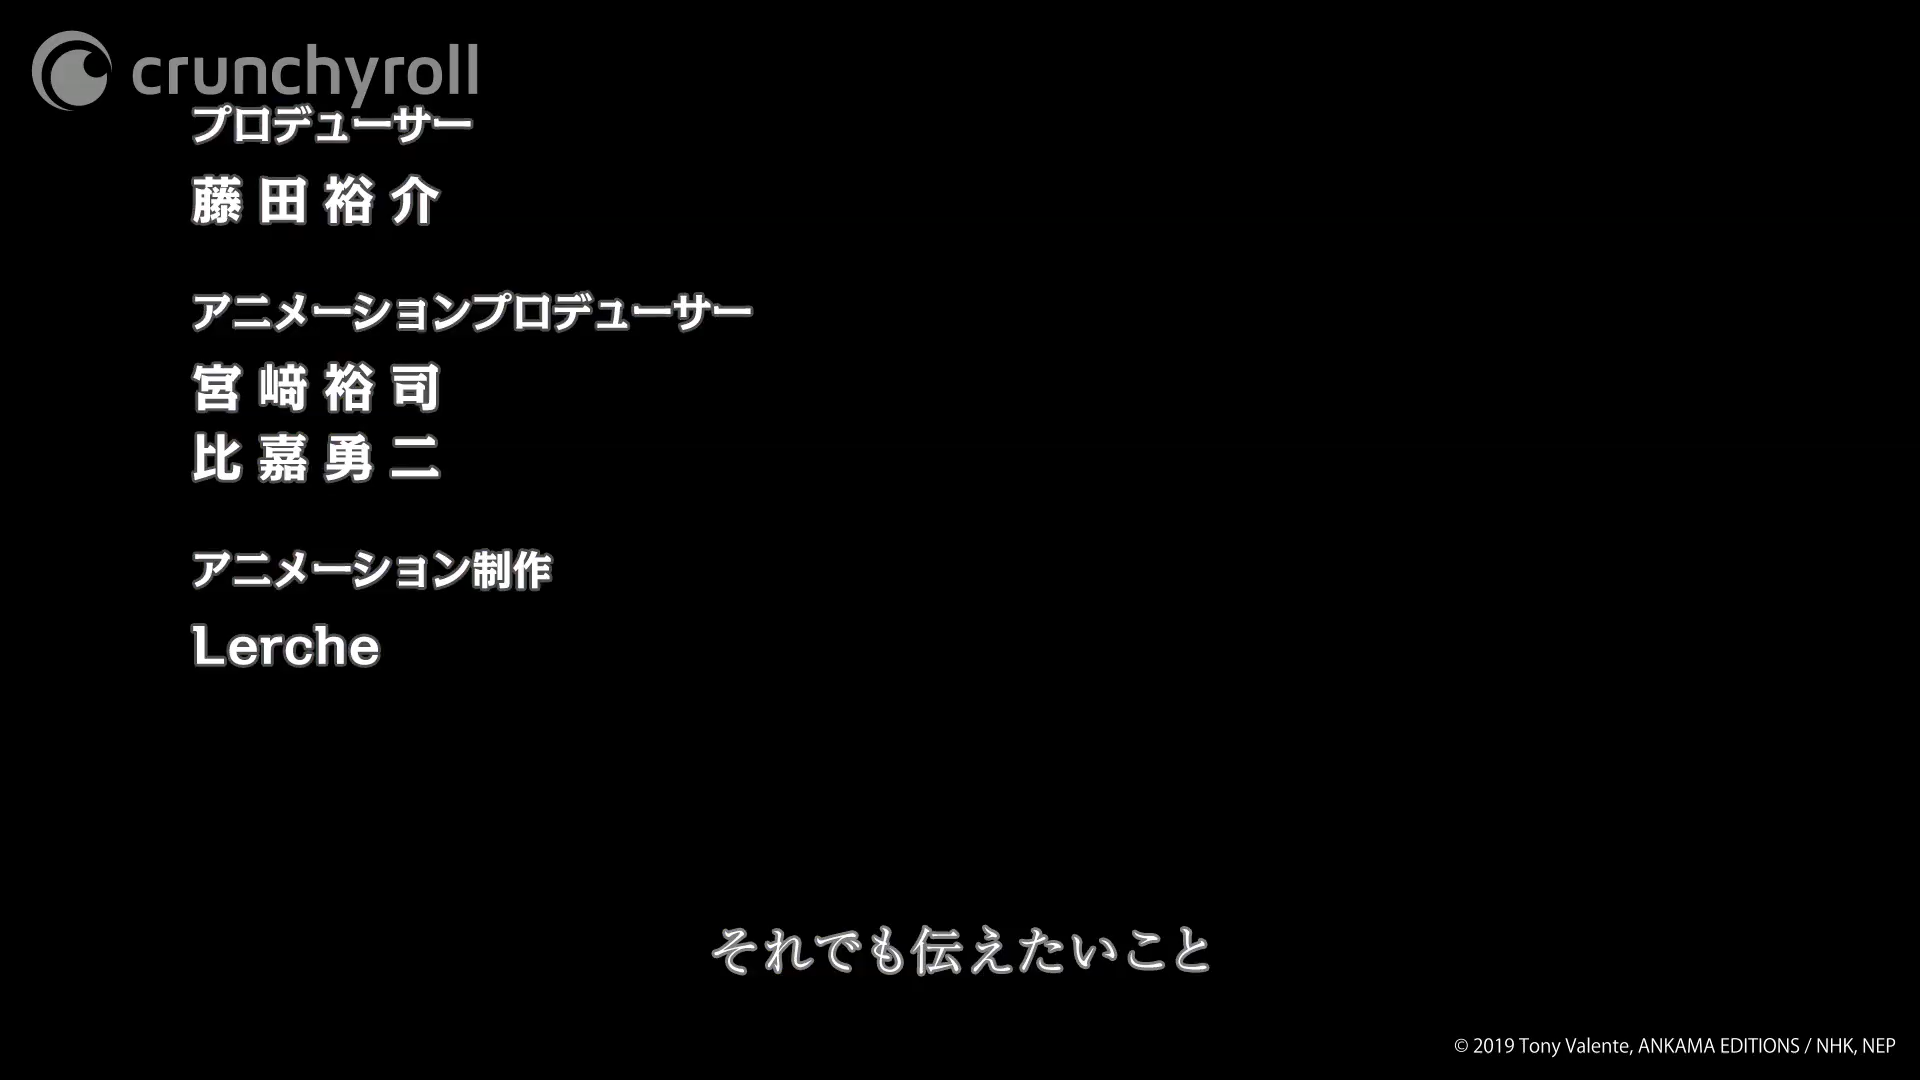 crunchyroll
プロデューサー
藤田裕介
アニメーションプロデューサー
宮﨑裕司
比嘉勇二
アニメーション制作
Lerche
それでも伝えたいこと
© 2019 Tony Valente, ANKAMA EDITIONS / NHK, NEP